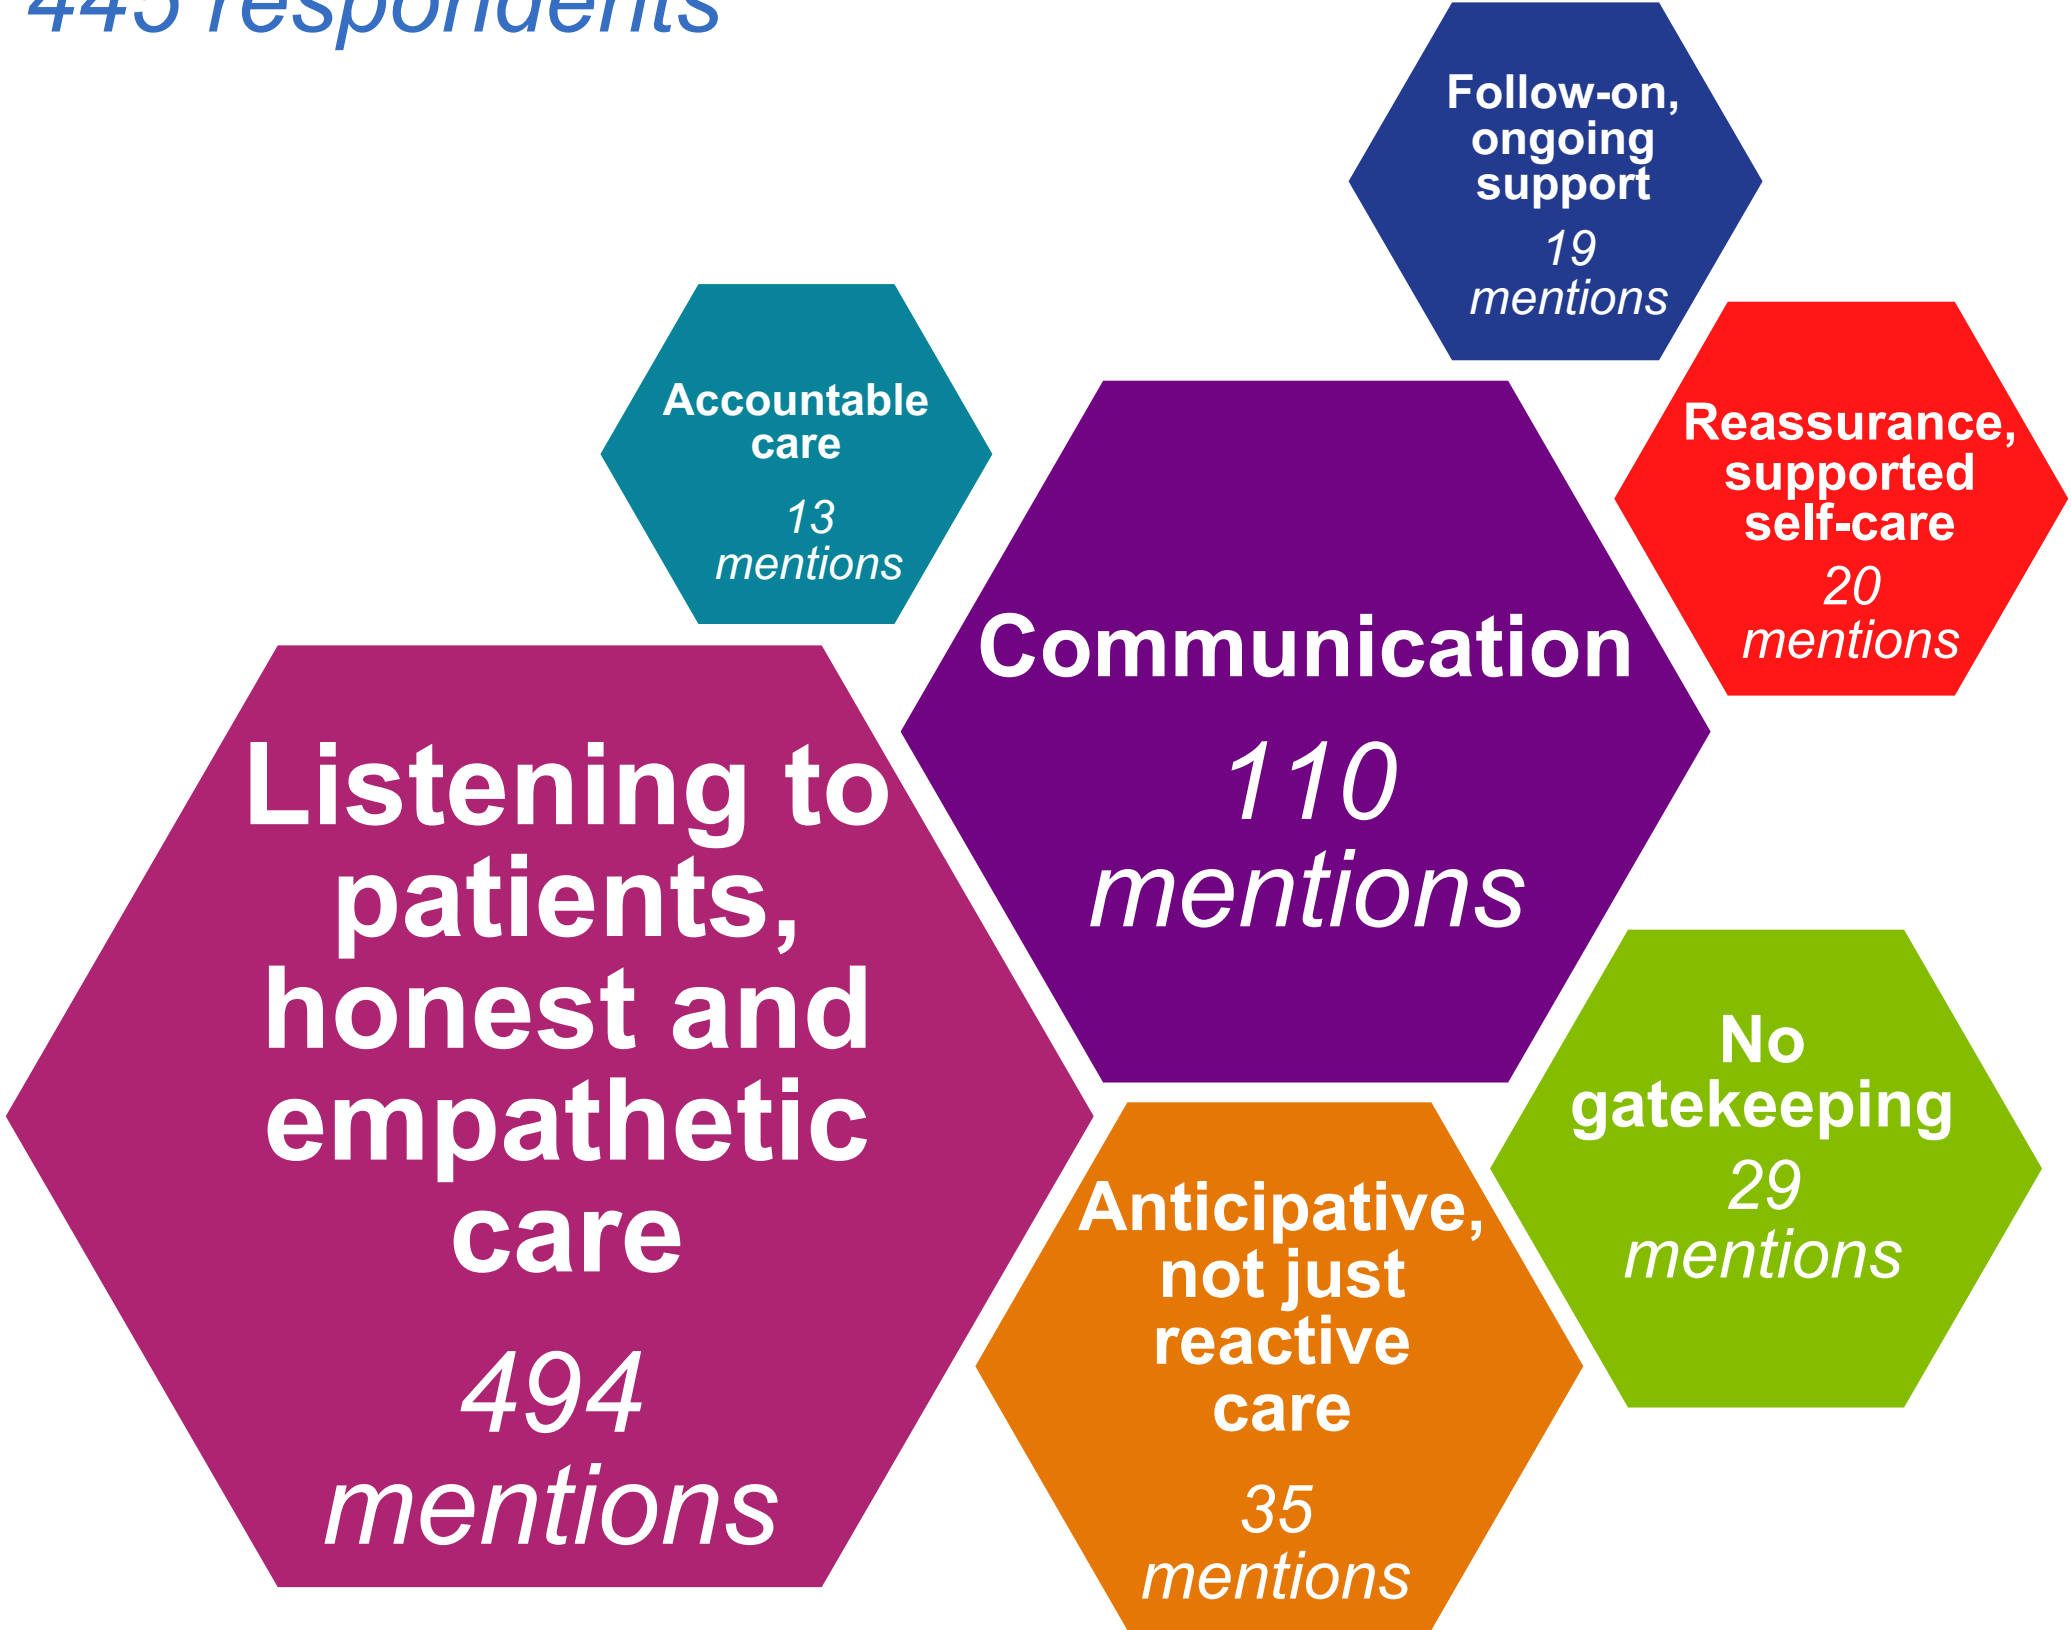 445 respondents
Follow-on,
ongoing
support
19
mentions
Accountable
care
13
mentions
Reassurance,
supported
self-care
20
mentions
Communication
110
mentions
Listening to
patients,
honest and
empathetic
care
494
mentions
No
gatekeeping
29
mentions
Anticipative,
not just
reactive
care
35
mentions